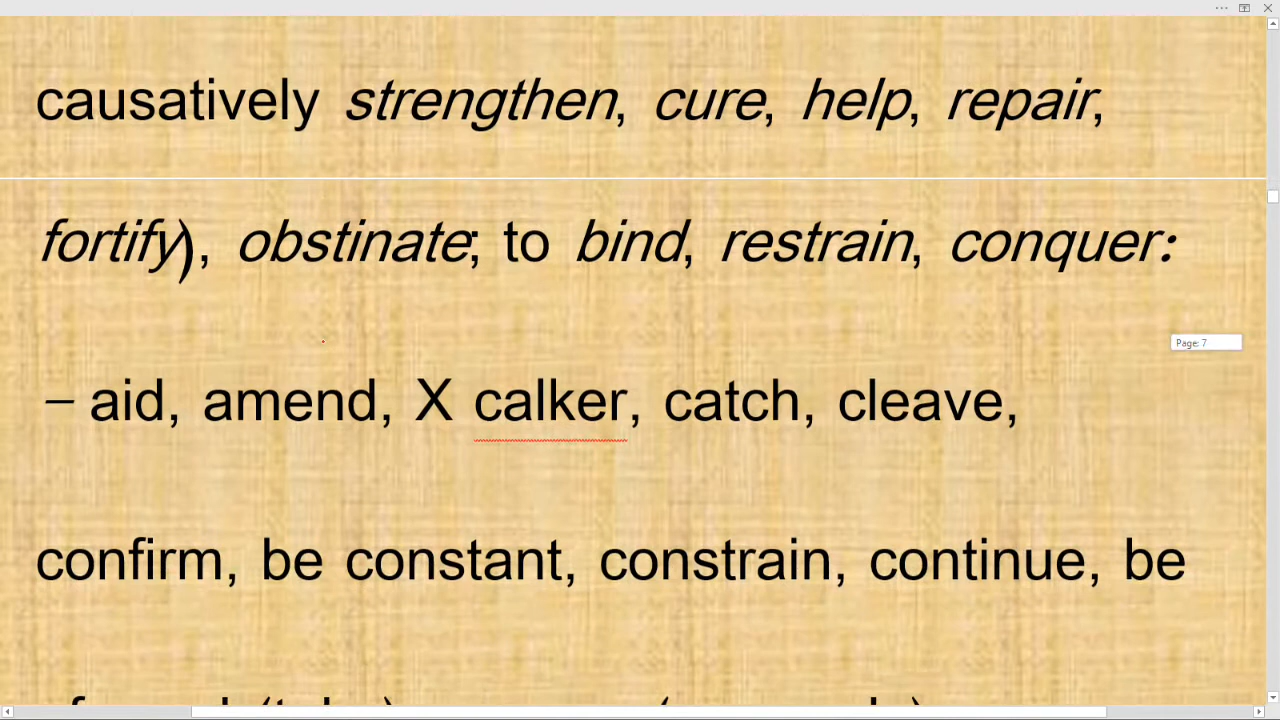 causatively strengthen, cure, help, repair,
fortify), obstinate; to bind, restrain, conquer:
Page: 7
– aid, amend, X calker, catch, cleave,
confirm, be constant, constrain, continue, be